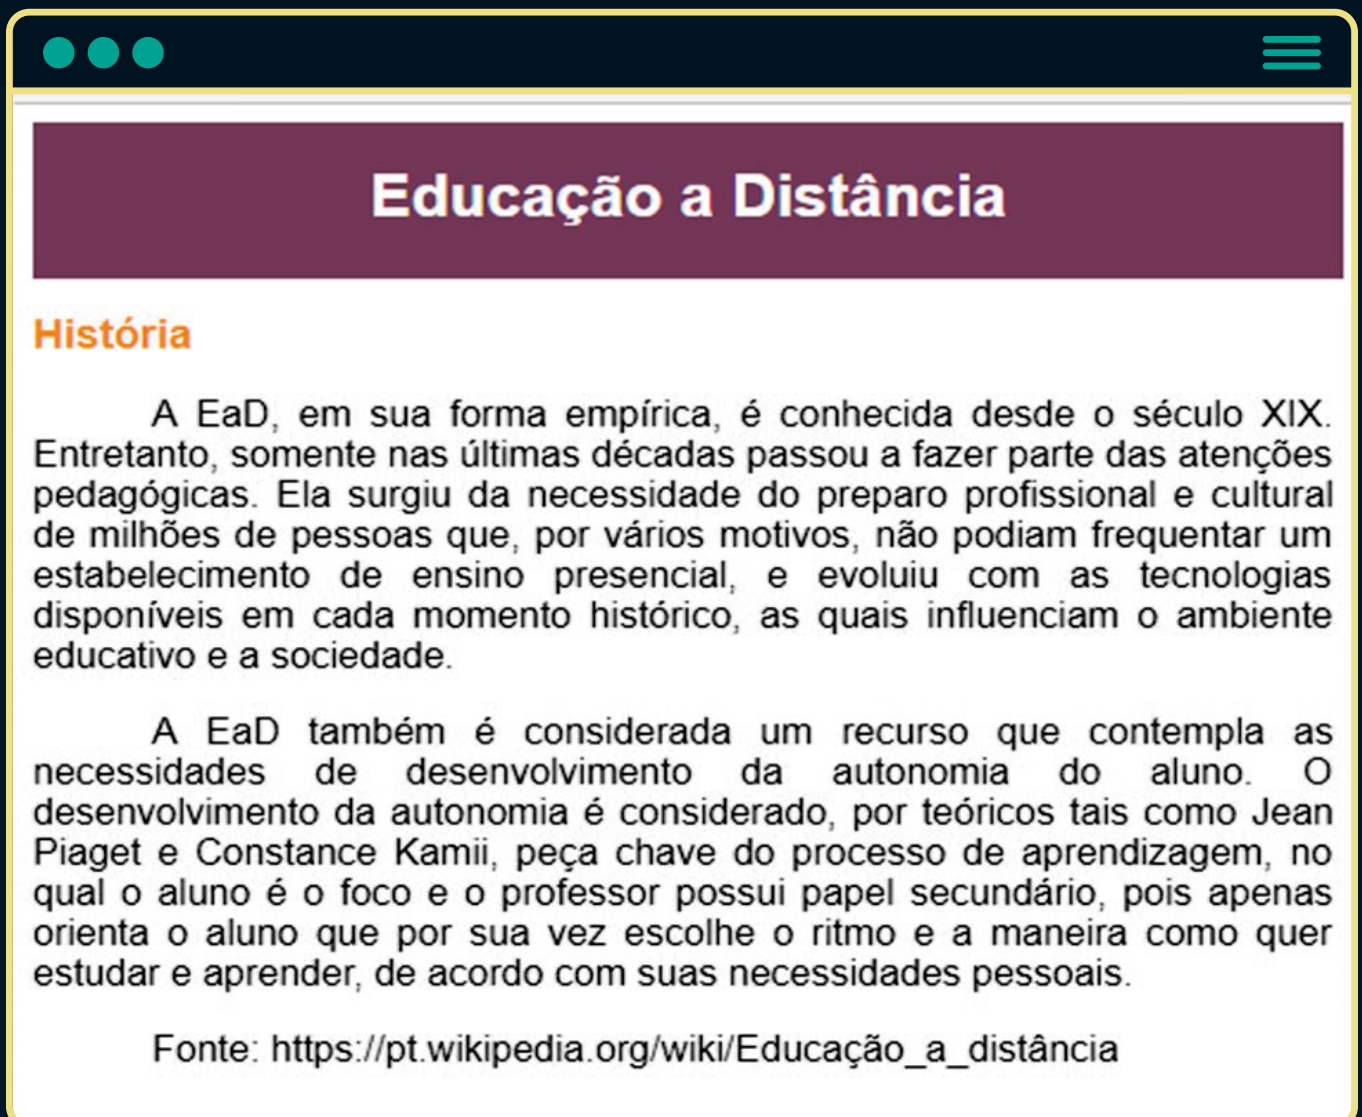 Educação a Distância
História
A EaD, em sua forma empírica, é conhecida desde o século XIX.
Entretanto, somente nas últimas décadas passou a fazer parte das atenções
pedagógicas. Ela surgiu da necessidade do preparo profissional e cultural
de milhões de pessoas que, por vários motivos, não podiam frequentar um
estabelecimento de ensino presencial, e evoluiu com as tecnologias
disponíveis em cada momento histórico, as quais influenciam o ambiente
educativo e a sociedade.
A EaD também é considerada um recurso que contempla as
necessidades de desenvolvimento da autonomia do aluno. O
desenvolvimento da autonomia é considerado, por teóricos tais como Jean
Piaget e Constance Kamii, peça chave do processo de aprendizagem, no
qual o aluno é o foco e o professor possui papel secundário, pois apenas
orienta o aluno que por sua vez escolhe o ritmo e a maneira como quer
estudar e aprender, de acordo com suas necessidades pessoais.
Fonte: https://pt.wikipedia.org/wiki/Educação_a_distância